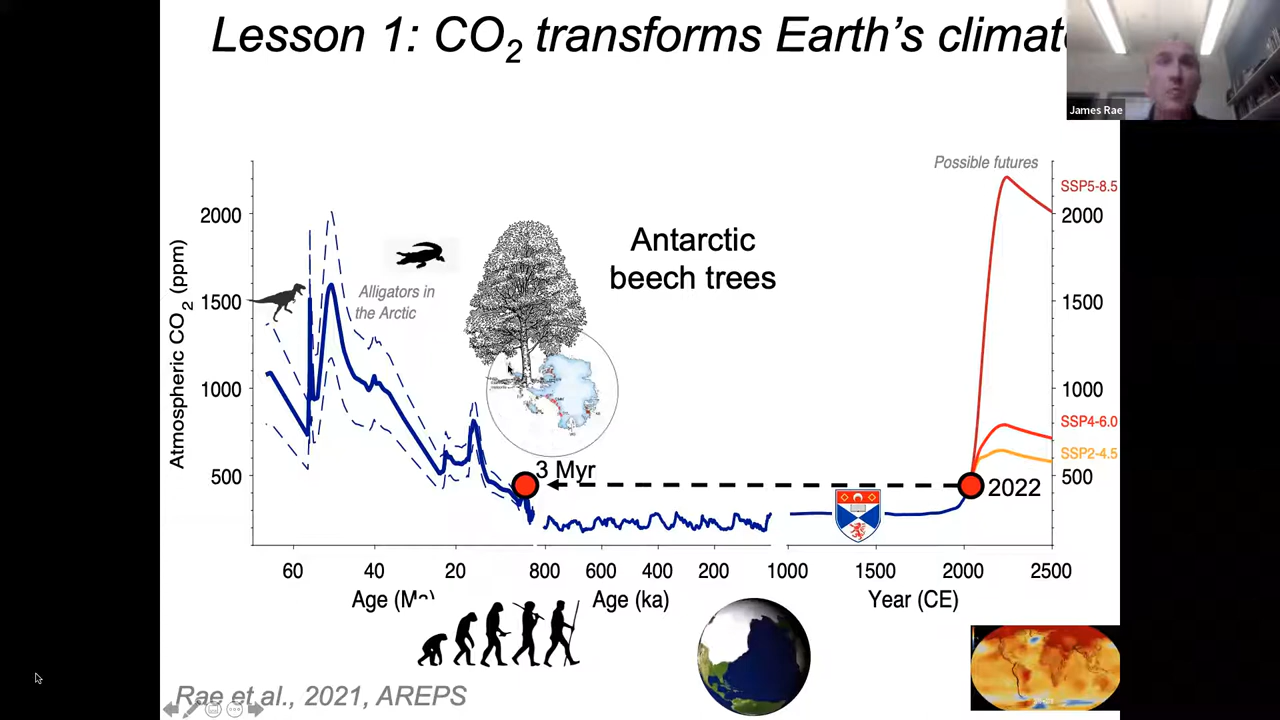 Lesson 1: CO2 transforms Earth's climat
James Rae
Possible futures
SSP5-8.5
2000
2000
Antarctic
beech trees
Alligators in
the Arctic
1500
1500
Atmospheric CO2 (ppm)
1000
1000
SSP4-6.0
SSP2-4.5
3 Myr
500
500
2022
60 40 20 800 600 400 200 1000 1500 2000 2500
Age (Ma) Age (ka) Year (CE)
Rae et al., 2021, AREPS